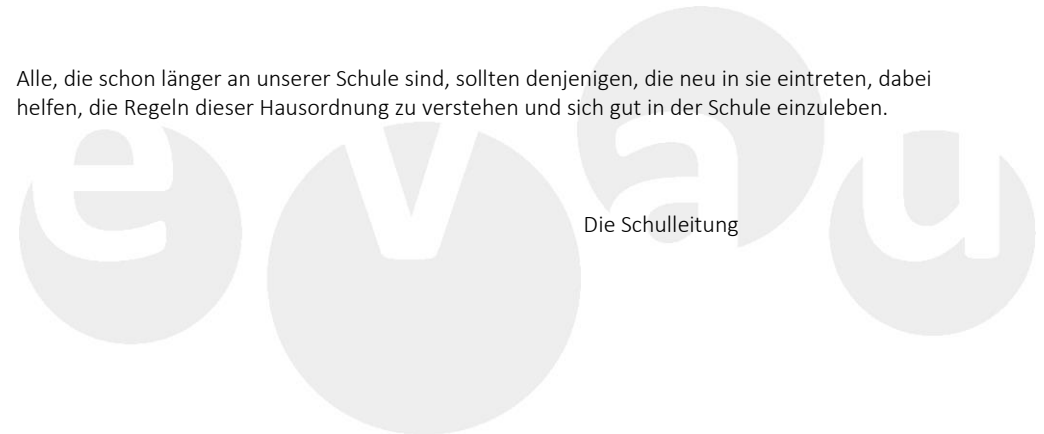 Alle, die schon länger an unserer Schule sind, sollten denjenigen, die neu in sie eintreten, dabei
helfen, die Regeln dieser Hausordnung zu verstehen und sich gut in der Schule einzuleben.
e v a u
Die Schulleitung